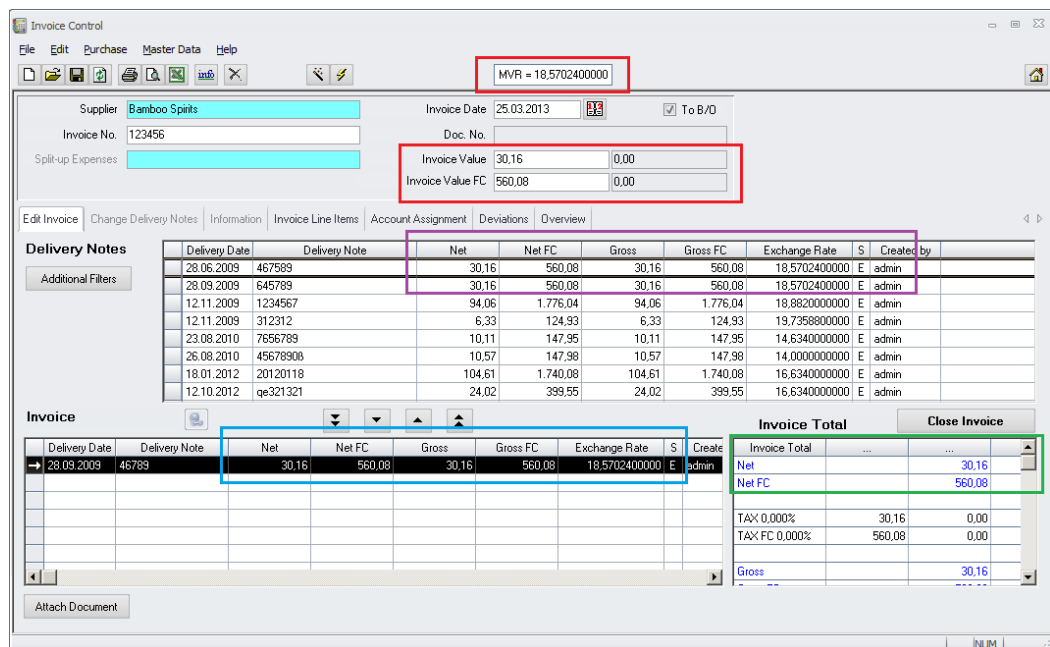 Invoice Control
File Edit Purchase Master Data Help
info MVR = 18,5702400000
Supplier Bamboo Spirits Invoice Date 25.03.2013 To B/O
Invoice No. 123456 Doc. No.
Split-up Expenses Invoice Value 30,16 0,00
Invoice Value FC 560,08 0,00
Edit Invoice Change Delivery Notes Information Invoice Line Items Account Assignment Deviations Overview
Delivery Notes Delivery Date Delivery Note Net Net FC Gross Gross FC Exchange Rate S Created by
Additional Filters
28.06.2009 467589 30,16 560,08 30,16 560,08 18,5702400000 E admin
28.09.2009 645789 30,16 560,08 30,16 560,08 18,5702400000 E admin
12.11.2009 1234567 94,06 1.776,04 94,06 1.776,04 18,8820000000 E admin
12.11.2009 312312 6,33 124,93 6,33 124,93 19,7358800000 E admin
23.08.2010 7656789 10,11 147,95 10,11 147,95 14,6340000000 E admin
26.08.2010 45678908 10,57 147,98 10,57 147,98 14,0000000000 E admin
18.01.2012 20120118 104,61 1.740,08 104,61 1.740,08 16,6340000000 E admin
12.10.2012 qe321321 24,02 399,55 24,02 399,55 16,6340000000 E admin
Invoice Invoice Total Close Invoice
Delivery Date Delivery Note Net Net FC Gross Gross FC Exchange Rate S Create Invoice Total ... ...
28.09.2009 46789 30,16 560,08 30,16 560,08 18,5702400000 E admin Net 30,16
Net FC 560,08
TAX 0,000% 30,16 0,00
TAX FC 0,000% 560,08 0,00
Gross 30,16
Attach Document
NUM